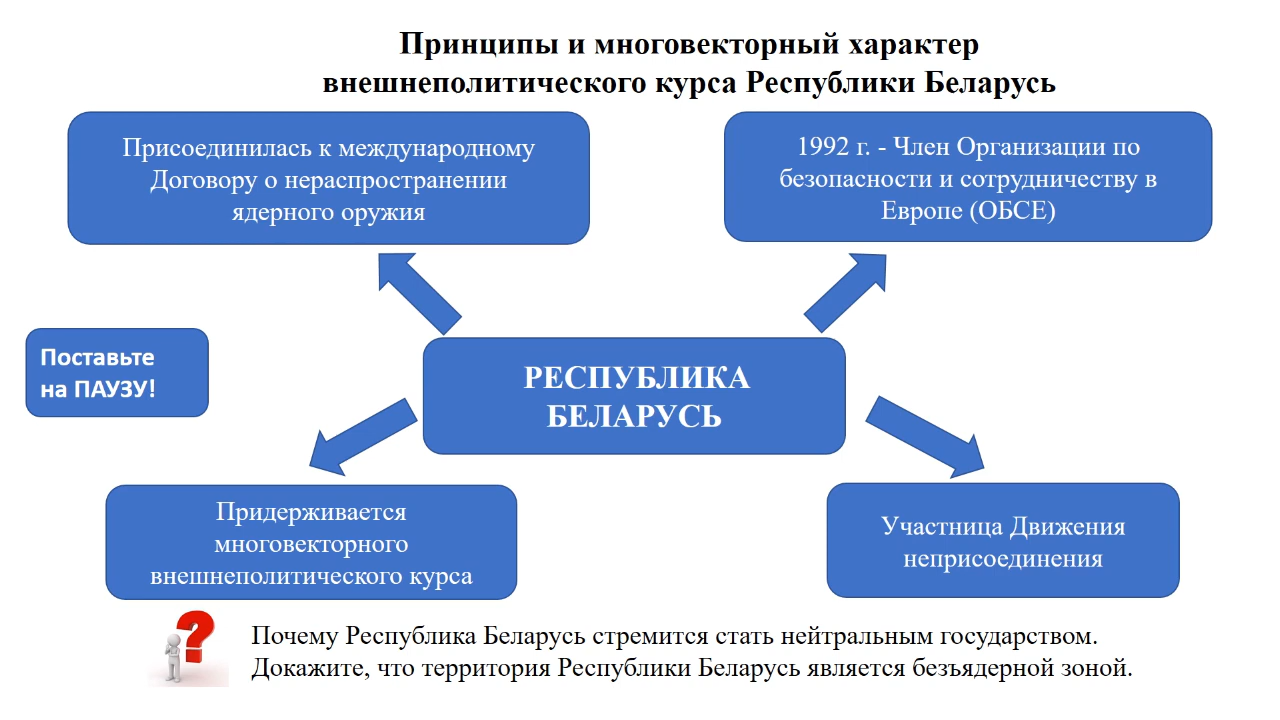 Принципы и многовекторный характер
внешнеполитического курса Республики Беларусь
Присоединилась к международному
Договору о нераспространении
ядерного оружия
1992 г. - Член Организации по
безопасности и сотрудничеству в
Европе (ОБСЕ)
Поставьте
на ПАУЗУ!
РЕСПУБЛИКА
БЕЛАРУСЬ
Придерживается
многовекторного
внешнеполитического курса
Участница Движения
неприсоединения
Почему Республика Беларусь стремится стать нейтральным государством.
Докажите, что территория Республики Беларусь является безъядерной зоной.